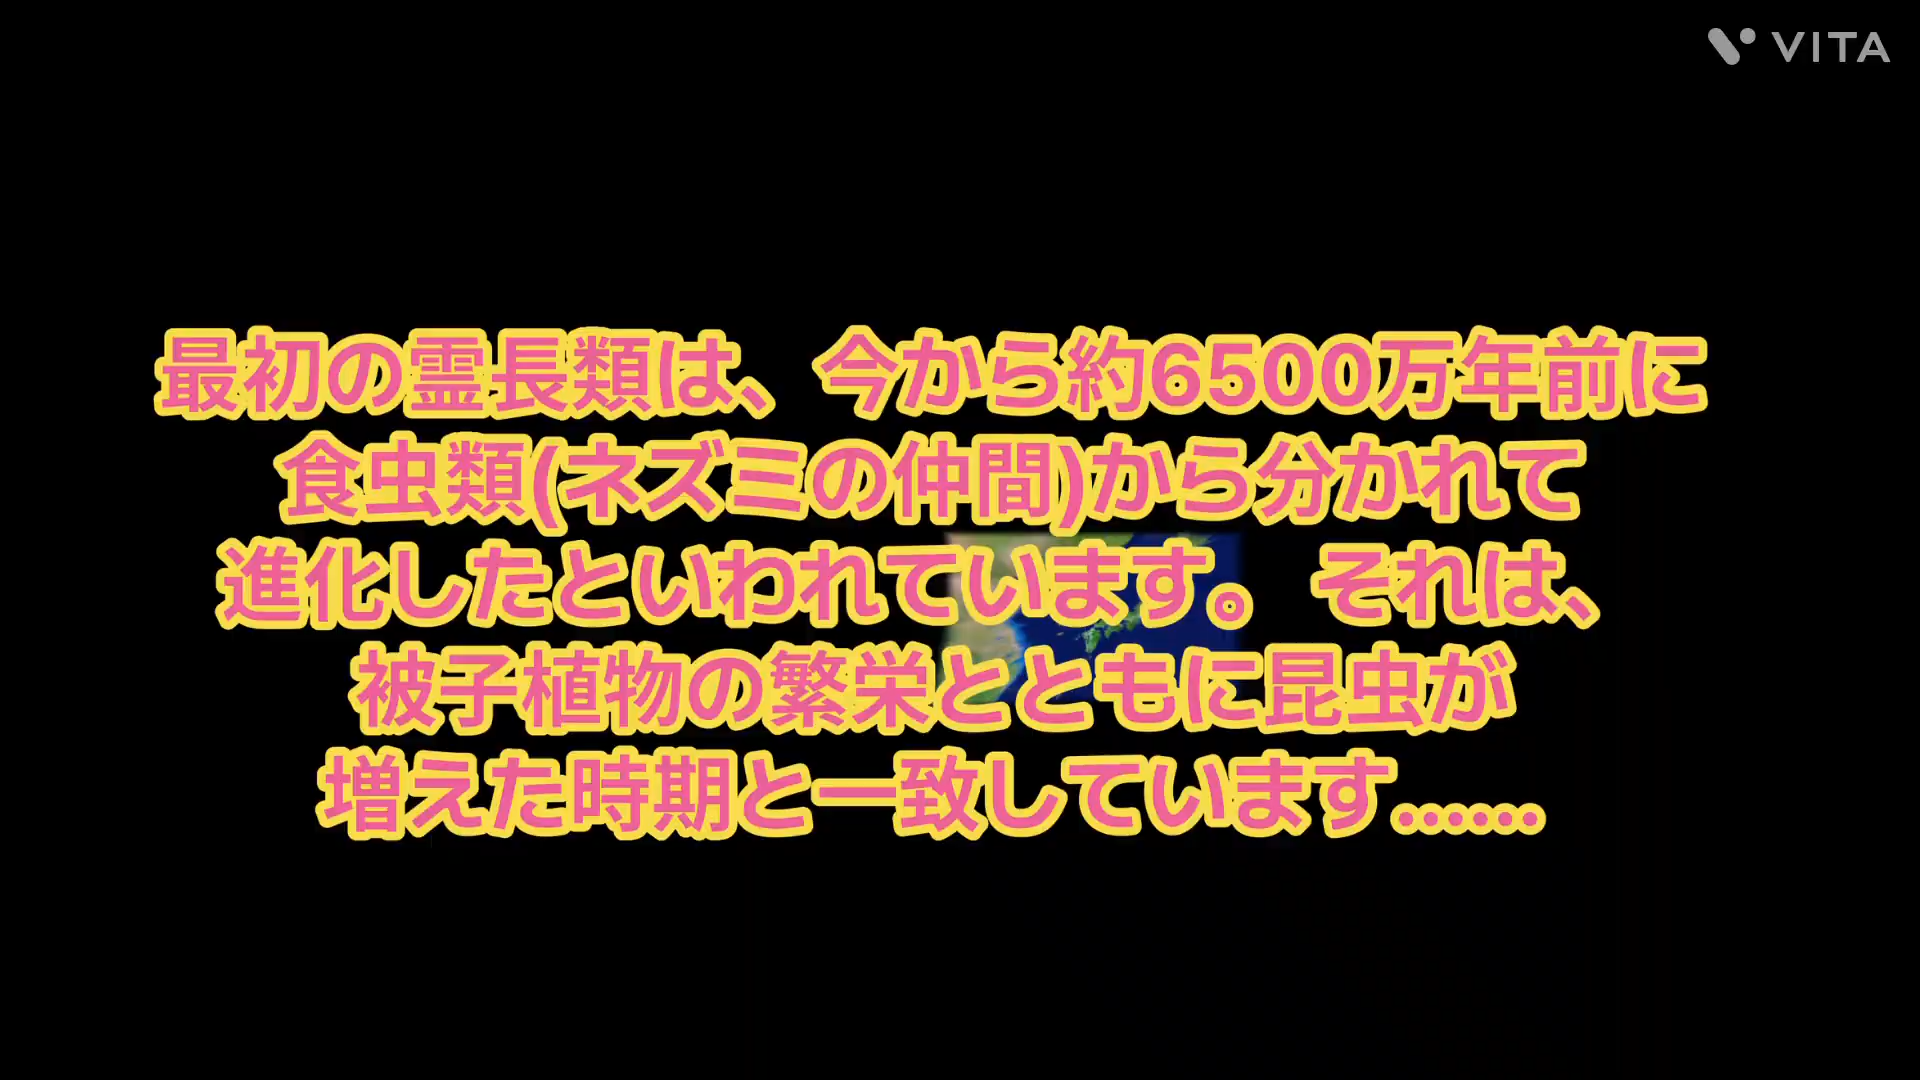 VITA
最初の霊長類は、今から約6500万年前に
食虫類(ネズミの仲間)から分かれて
進化したといわれています。それは、
被子植物の繁栄とともに昆虫が
増えた時期と一致しています……